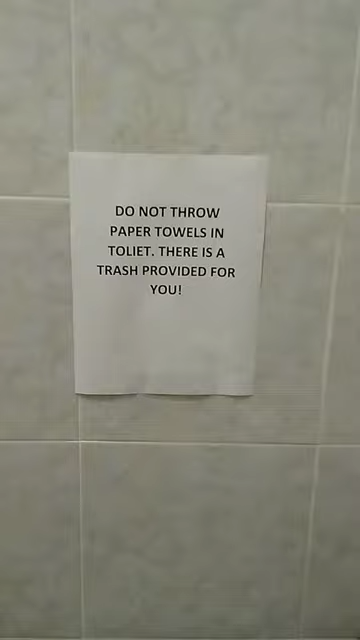 DO NOT THROW
PAPER TOWELS IN
TOLIET. THERE IS A
TRASH PROVIDED FOR
YOU!